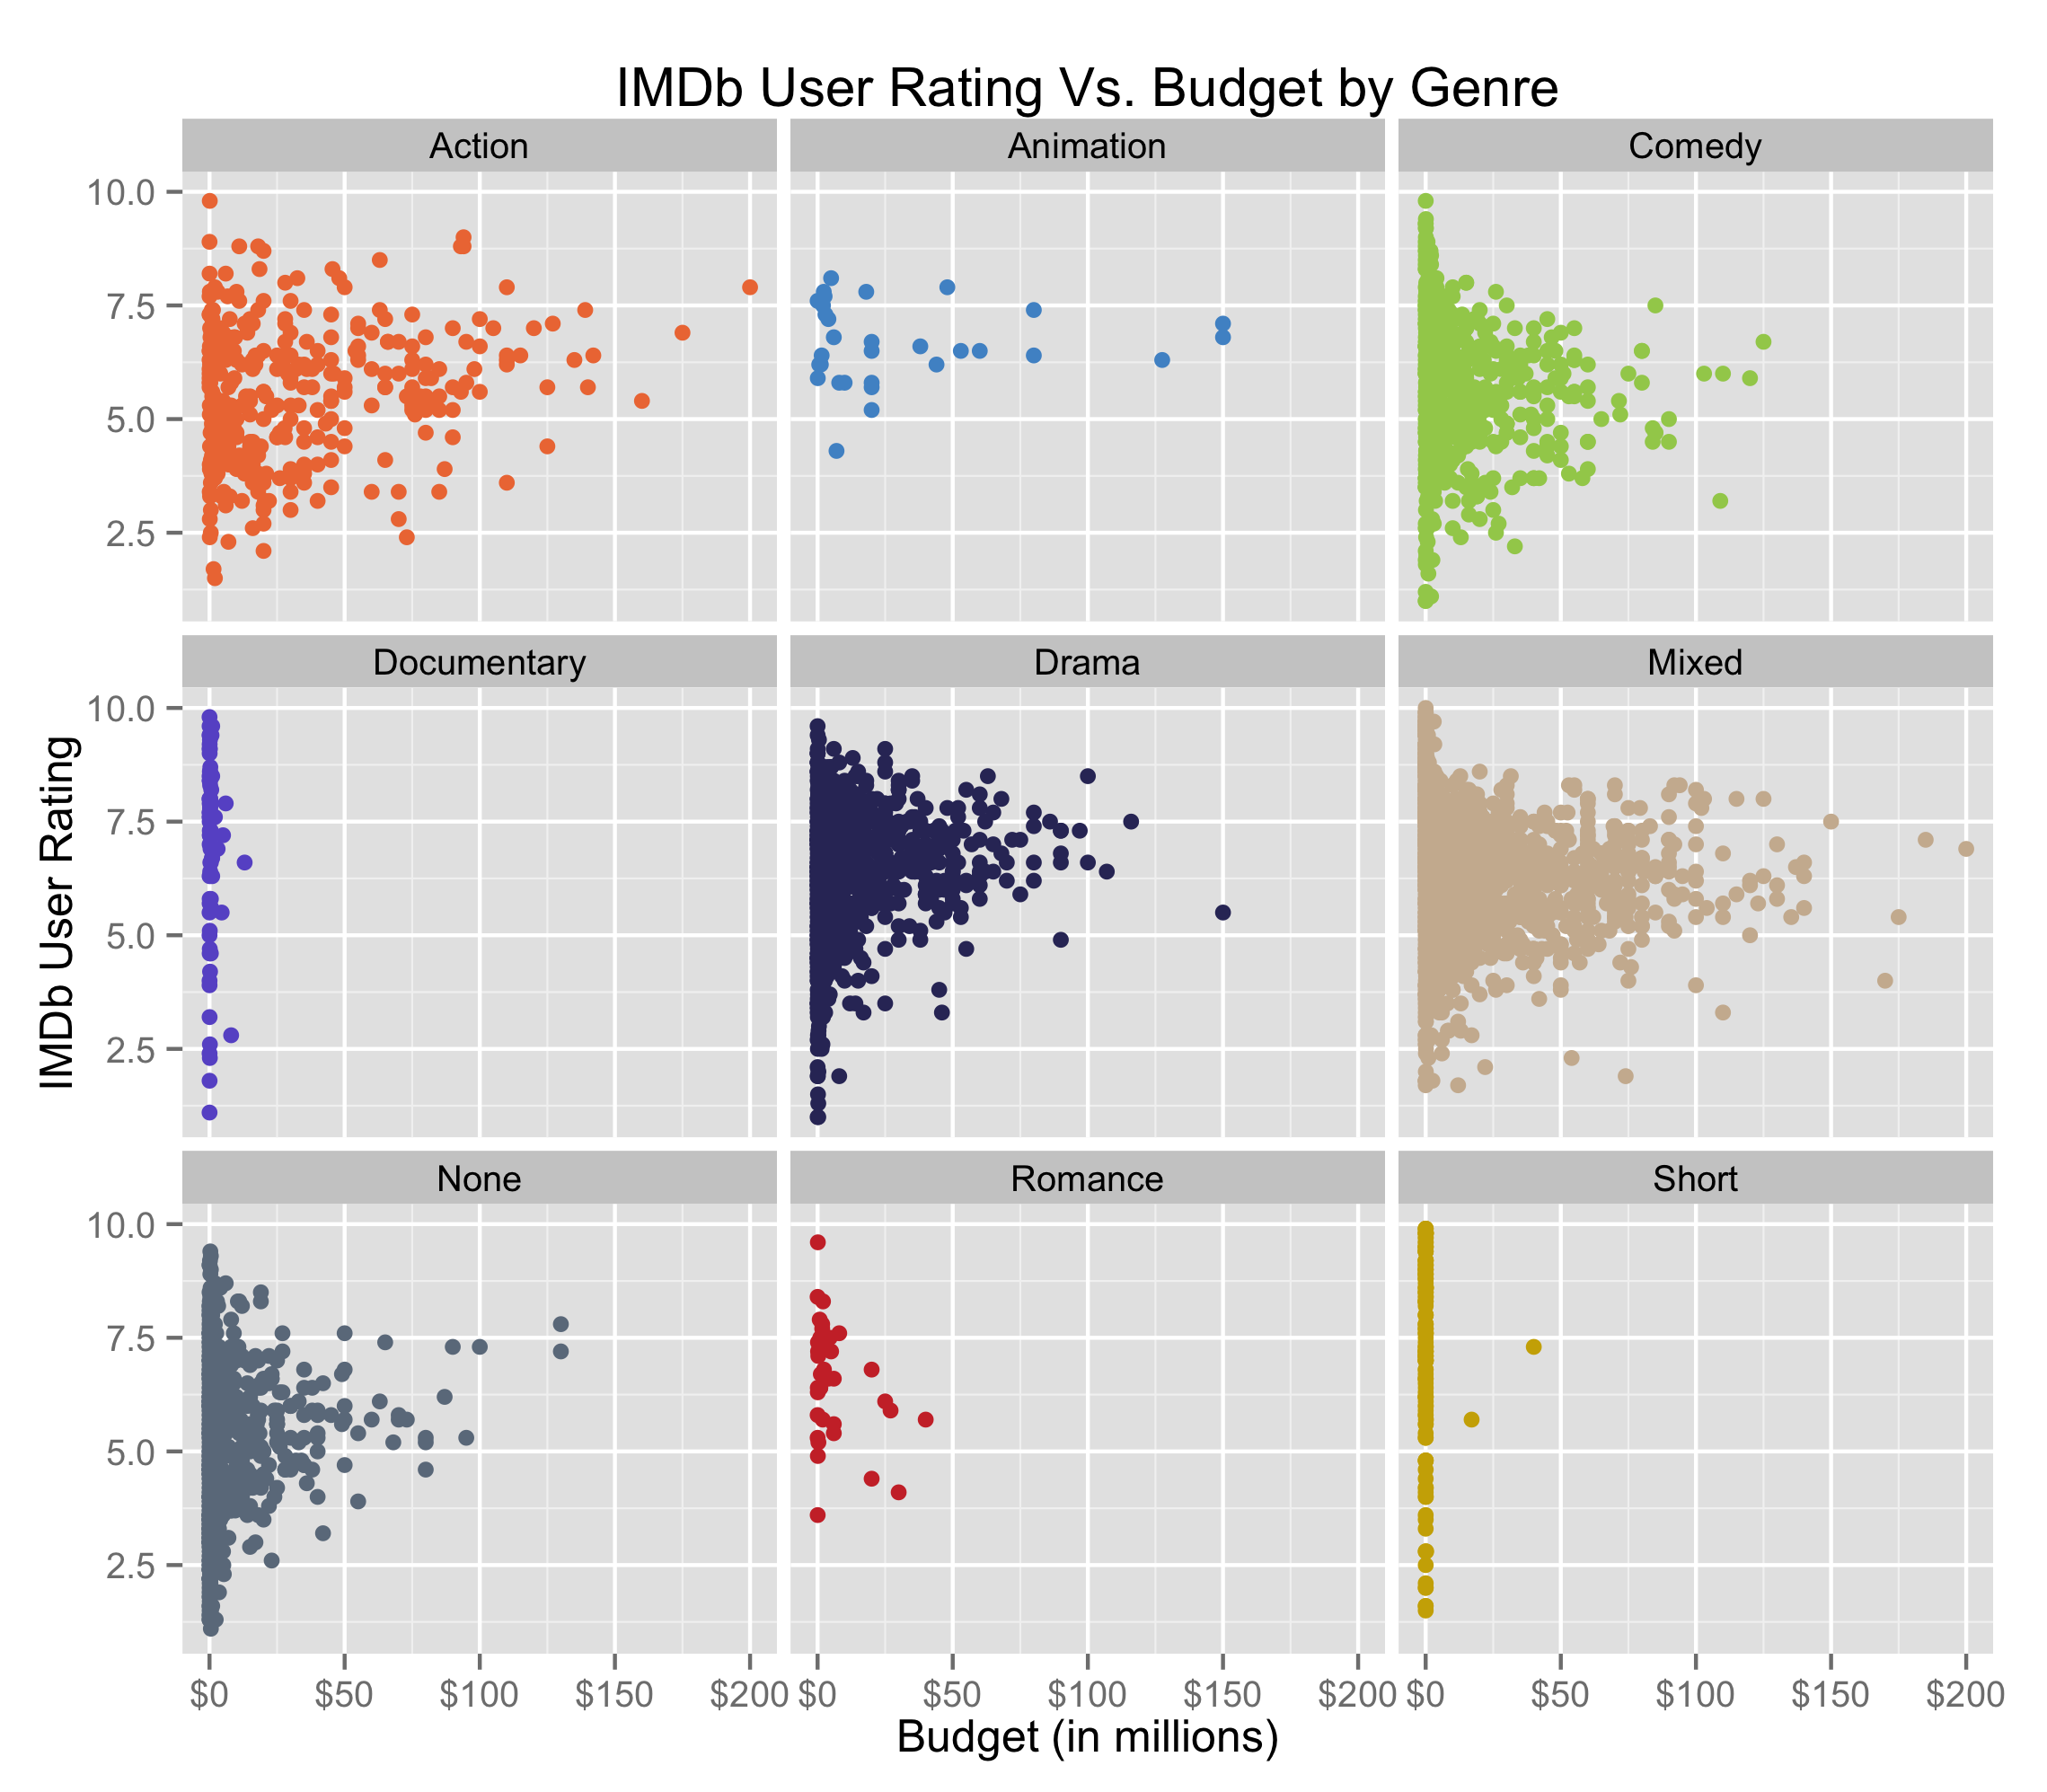 IMDb User Rating Vs. Budget by Genre
Action
Animation
Comedy
10.0
7.5
5.0
2.5
Documentary
Drama
Mixed
10.0
7.5
5.0
2.5
IMDb User Rating
None
Romance
Short
10.0
7.5
5.0
2.5
$0 $50 $100 $150 $200 $0 $50 $100 $150 $200 $0 $50 $100 $150 $200
Budget (in millions)